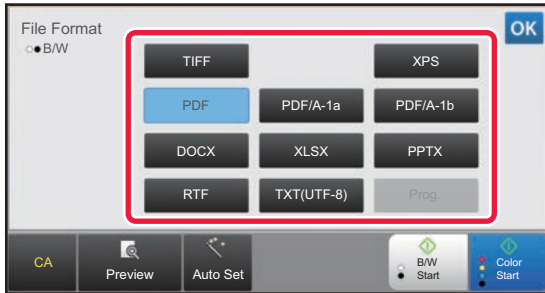 File Format
OK
B/W
TIFF
XPS
PDF
PDF/A-1a
PDF/A-1b
DOCX
XLSX
PPTX
RTF
TXT(UTF-8)
Prog.
CA
Preview
Auto Set
B/W
Start
Color
Start